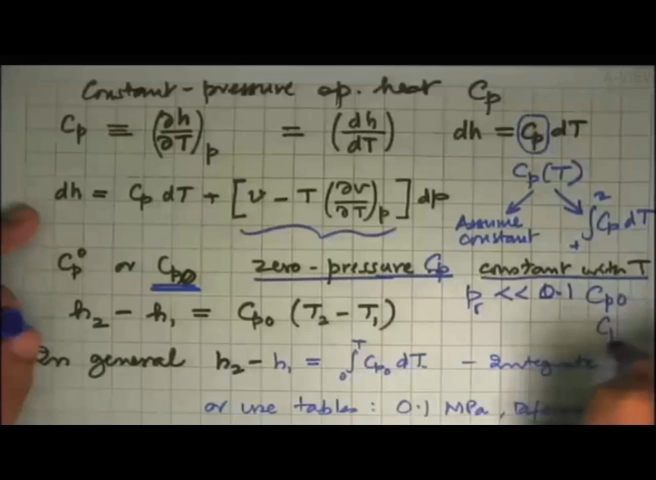 Constant-pressure sp. heat Cp
Cp ≡ (∂h/∂T)p = (dh/dT) dh = Cp dT
Cp(T)
dh = Cp dT + [v - T (∂v/∂T)p] dp
Assume constant
∫ Cp dT
Cp° or Cp0 zero-pressure Cp constant with T
h2 - h1 = Cp0 (T2 - T1)
Pr << 0.1 Cp0
In general h2 - h1 = ∫ Cp0 dT - Integrate
or use tables: 0.1 MPa,